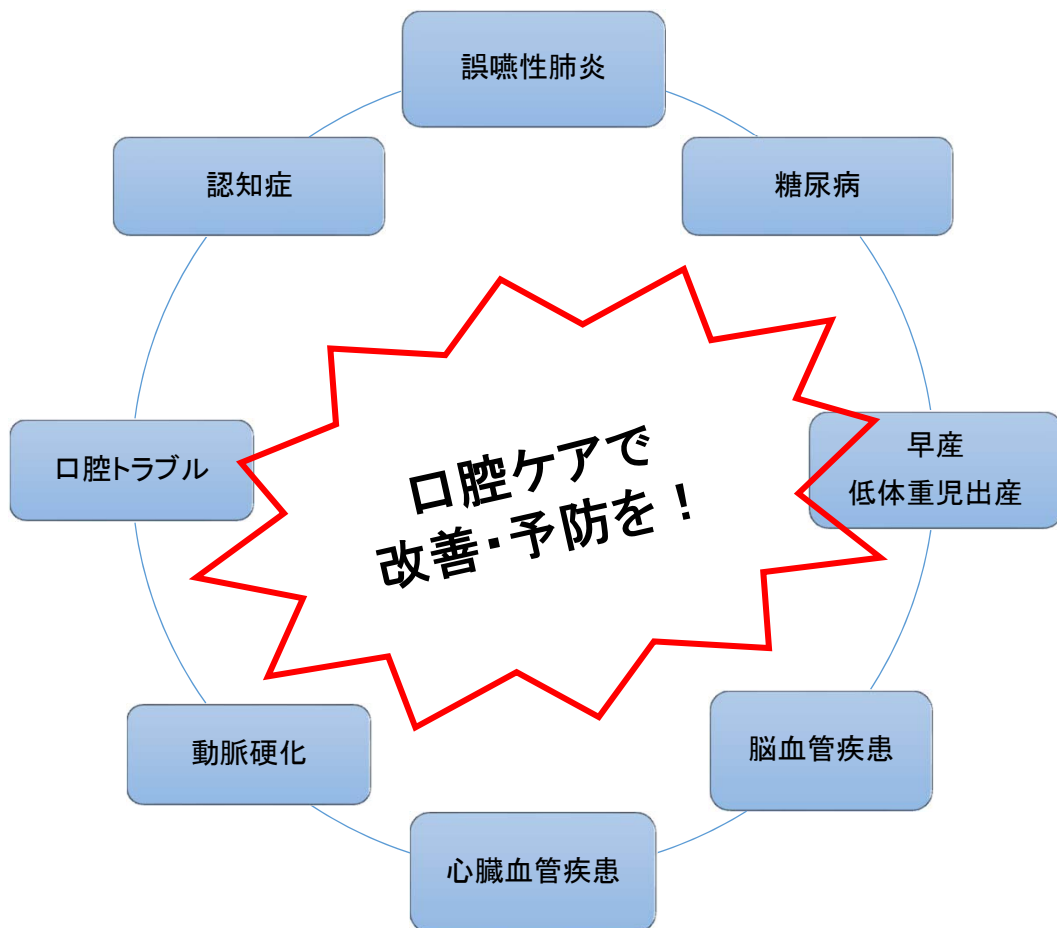 誤嚥性肺炎
認知症
糖尿病
口腔トラブル
口腔ケアで
改善・予防を！
早産
低体重児出産
動脈硬化
脳血管疾患
心臓血管疾患